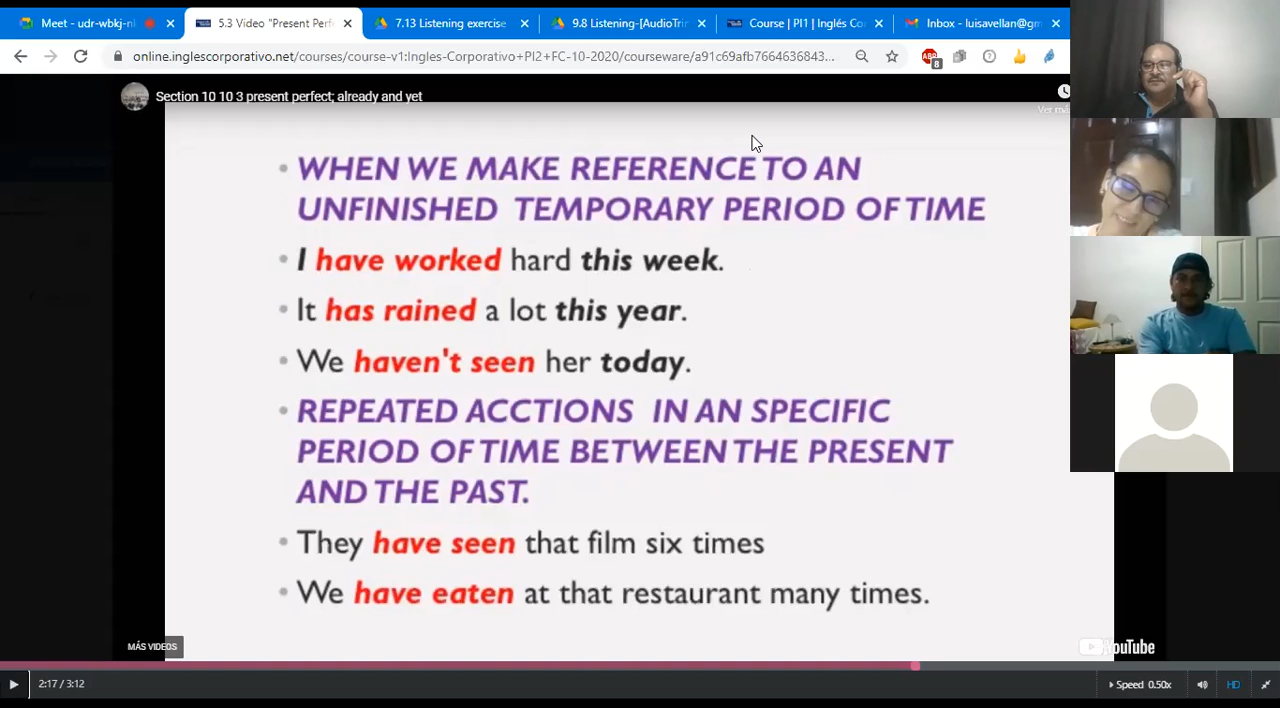 Meet - udr-wbkj-n
5.3 Video "Present Perf
7.13 Listening exercise
9.8 Listening-[AudioTrin
Course | PI1 | Inglés Co
Inbox - luisavellan@gm
online.inglescorporativo.net/courses/course-v1:Ingles-Corporativo+PI2+FC-10-2020/courseware/a91c69afb7664636843...
8
Section 10 10 3 present perfect; already and yet
Ver má
• WHEN WE MAKE REFERENCE TO AN
UNFINISHED TEMPORARY PERIOD OF TIME
• I have worked hard this week.
• It has rained a lot this year.
• We haven't seen her today.
• REPEATED ACCTIONS IN AN SPECIFIC
PERIOD OF TIME BETWEEN THE PRESENT
AND THE PAST.
• They have seen that film six times
• We have eaten at that restaurant many times.
MÁS VIDEOS
YouTube
2:17 / 3:12
Speed 0.50x
HD